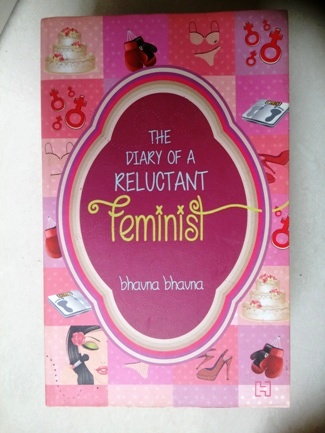 THE
DIARY OF A
RELUCTANT
feminist
bhavna bhavna